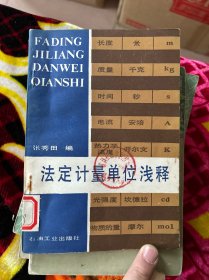 FADING
JILIANG
DANWEI
QIANSHI
张秀田 编
长度 米 m
质量 千克 kg
时间 秒 s
电流 安培 A
热力学温度 开尔文 K
法定计量单位浅释
光强度 坎德拉 cd
物质的量 摩尔 mol
石油工业出版社